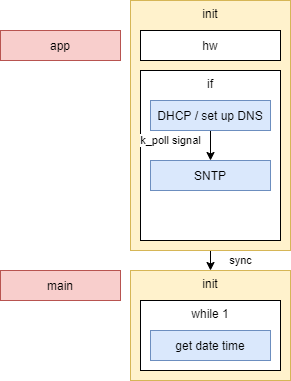 init
app
hw
if
DHCP / set up DNS
k_poll signal
SNTP
sync
main
init
while 1
get date time